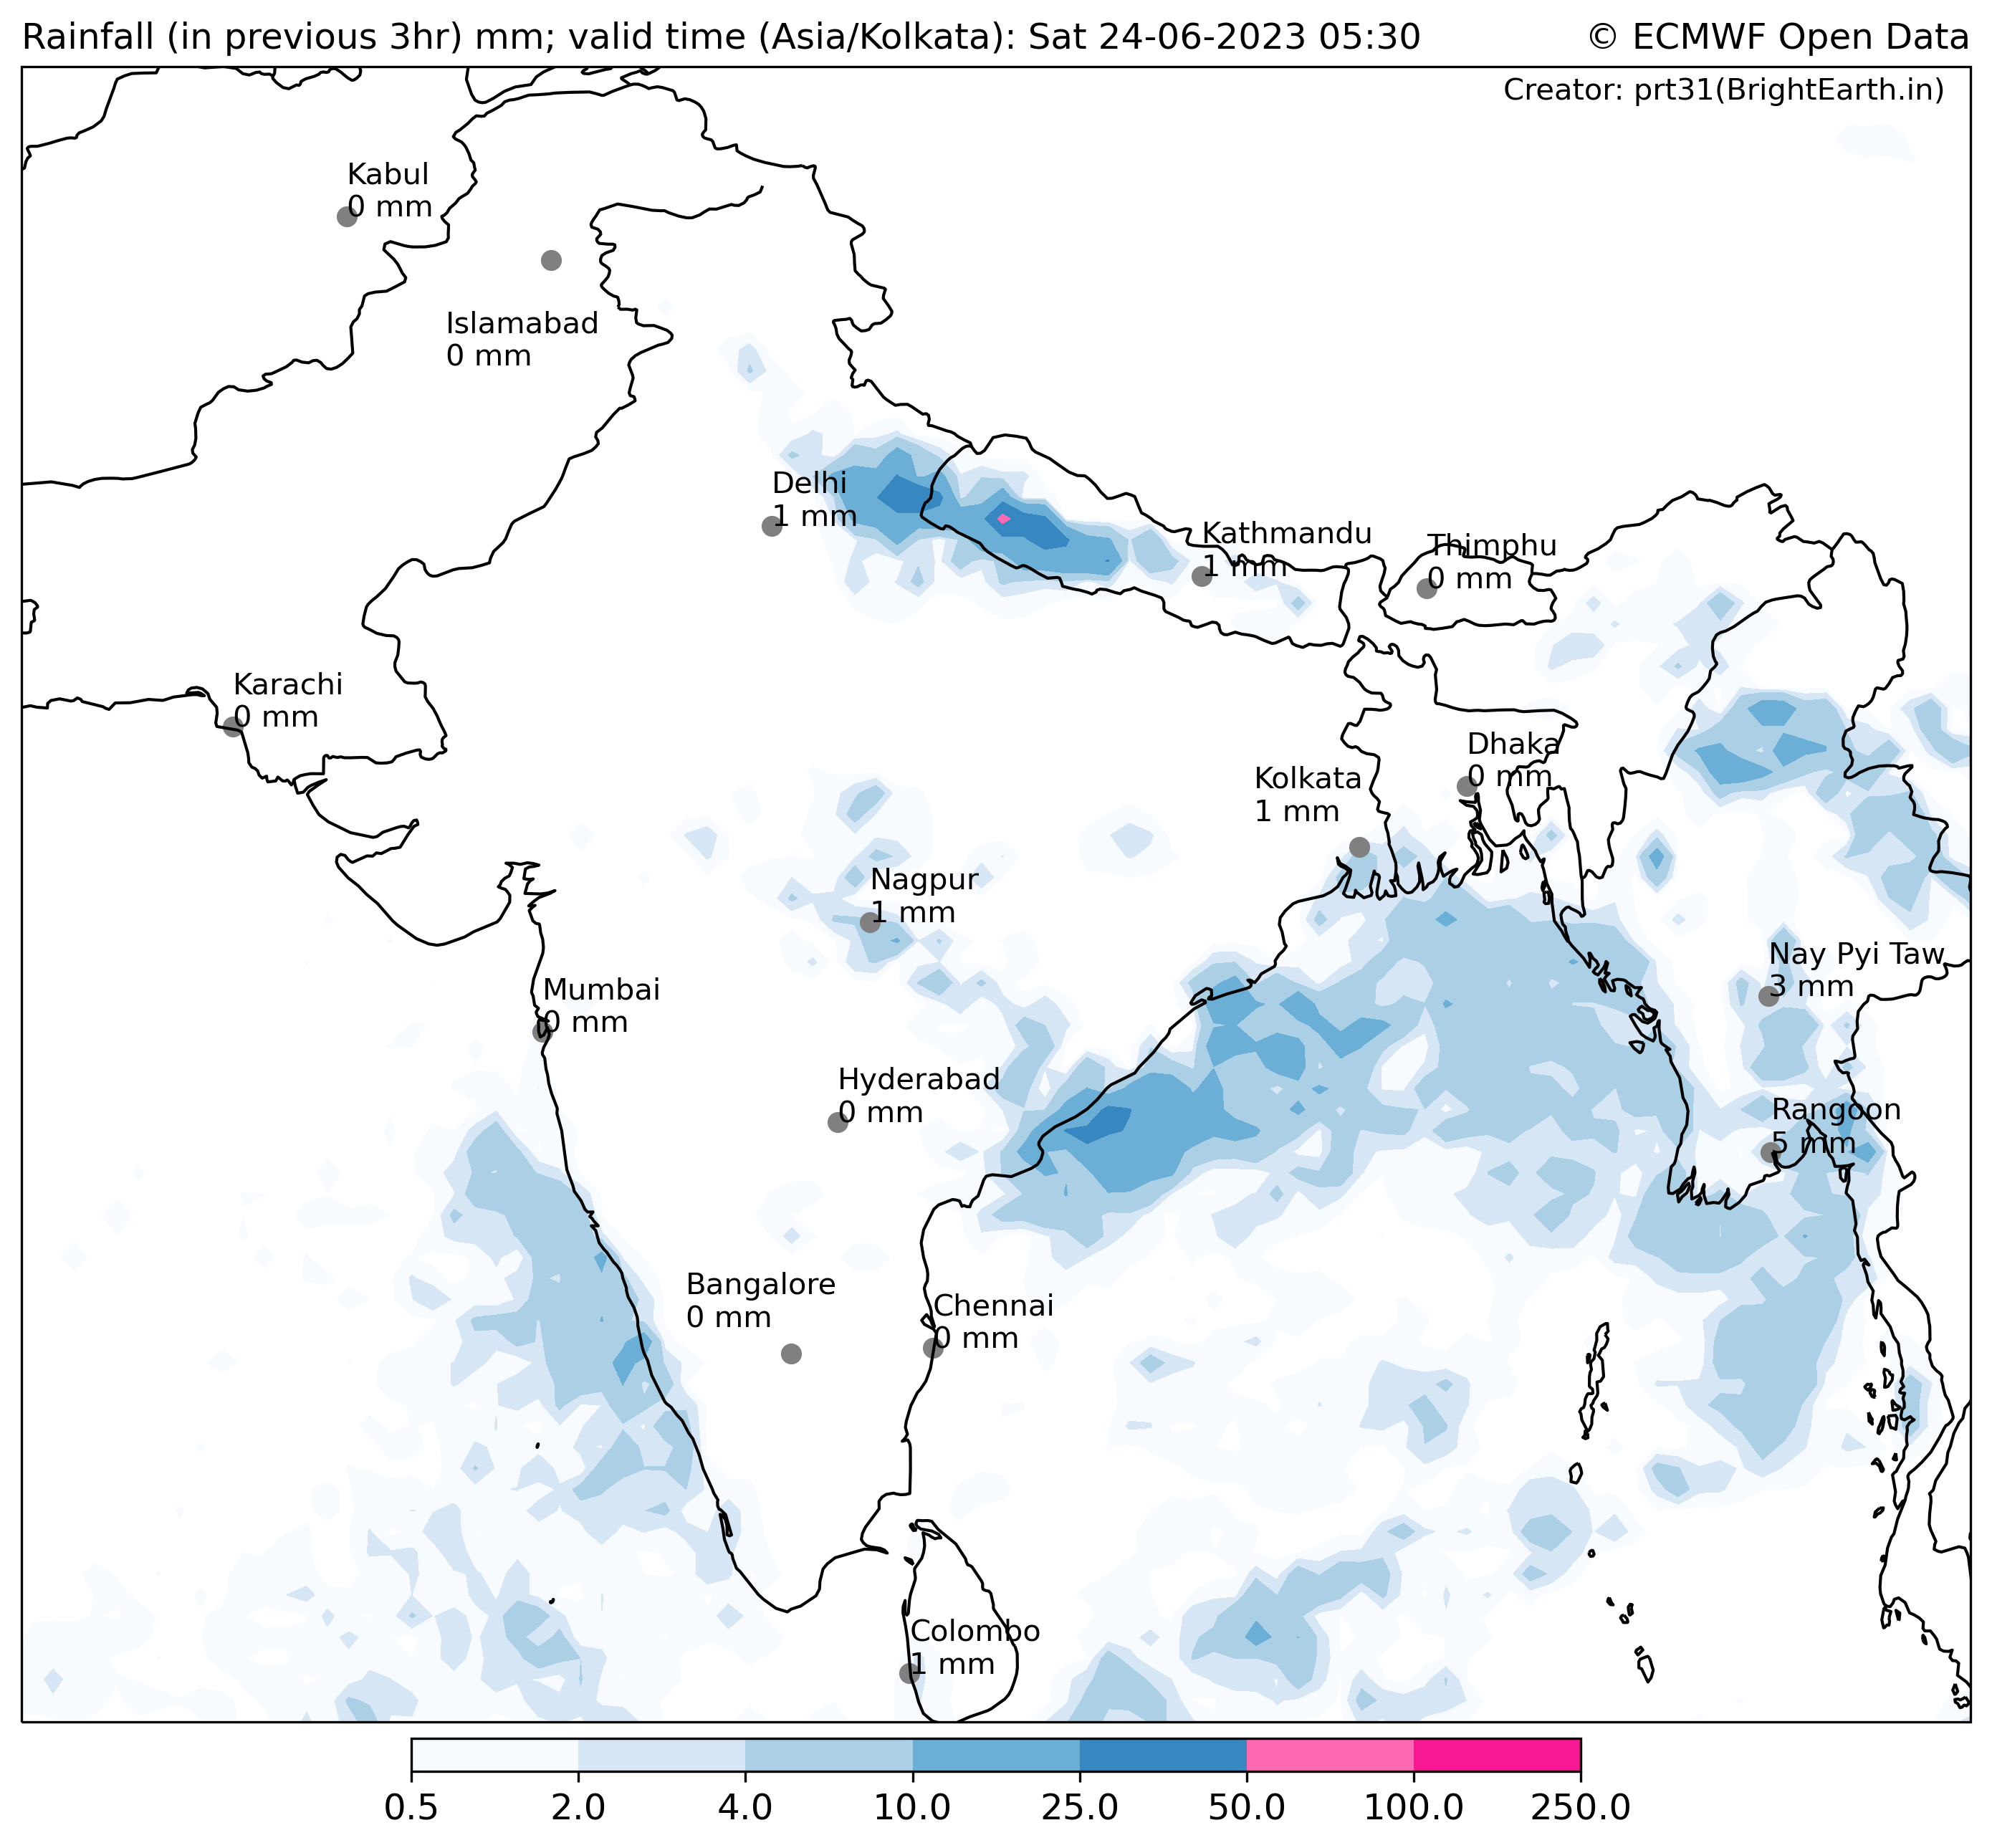 Rainfall (in previous 3hr) mm; valid time (Asia/Kolkata): Sat 24-06-2023 05:30
© ECMWF Open Data
Creator: prt31(BrightEarth.in)
Kabul
0 mm
Islamabad
0 mm
Delhi
1 mm
Kathmandu
1 mm
Thimphu
0 mm
Karachi
0 mm
Dhaka
0 mm
Kolkata
1 mm
Nagpur
1 mm
Nay Pyi Taw
3 mm
Mumbai
0 mm
Hyderabad
0 mm
Rangoon
5 mm
Bangalore
0 mm
Chennai
0 mm
Colombo
1 mm
0.5 2.0 4.0 10.0 25.0 50.0 100.0 250.0